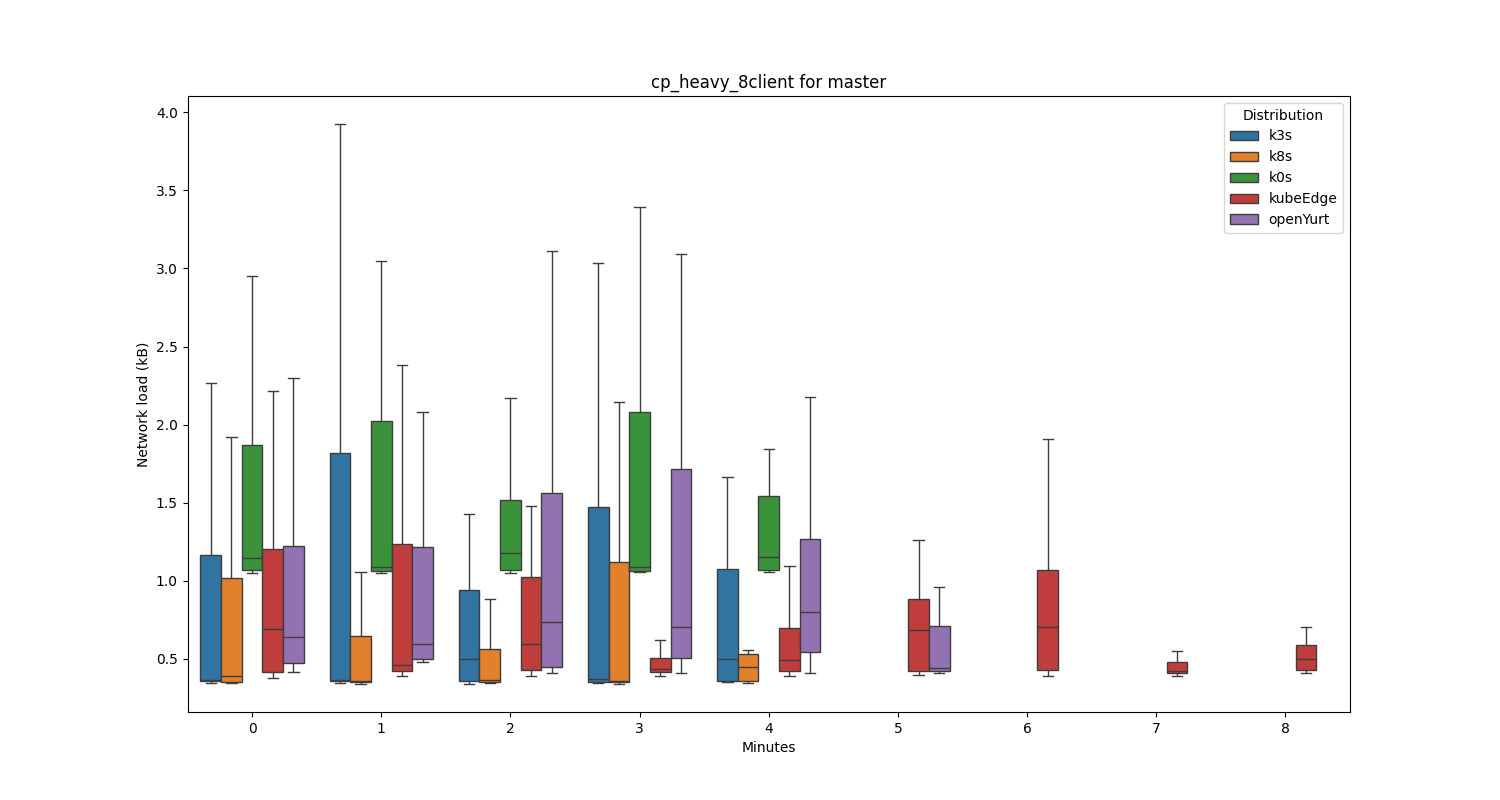 cp_heavy_8client for master
Network load (kB)
4.0
3.5
3.0
2.5
2.0
1.5
1.0
0.5
Distribution
k3s
k8s
k0s
kubeEdge
openYurt
0 1 2 3 4 5 6 7 8
Minutes